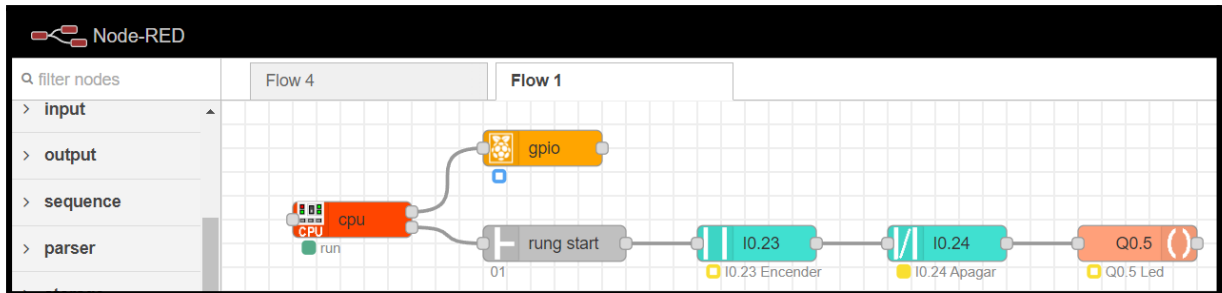 Node-RED
filter nodes
Flow 4
Flow 1
input
output
sequence
parser
gpio
CPU
cpu
run
rung start
01
I0.23
I0.23 Encender
I0.24
I0.24 Apagar
Q0.5
Q0.5 Led